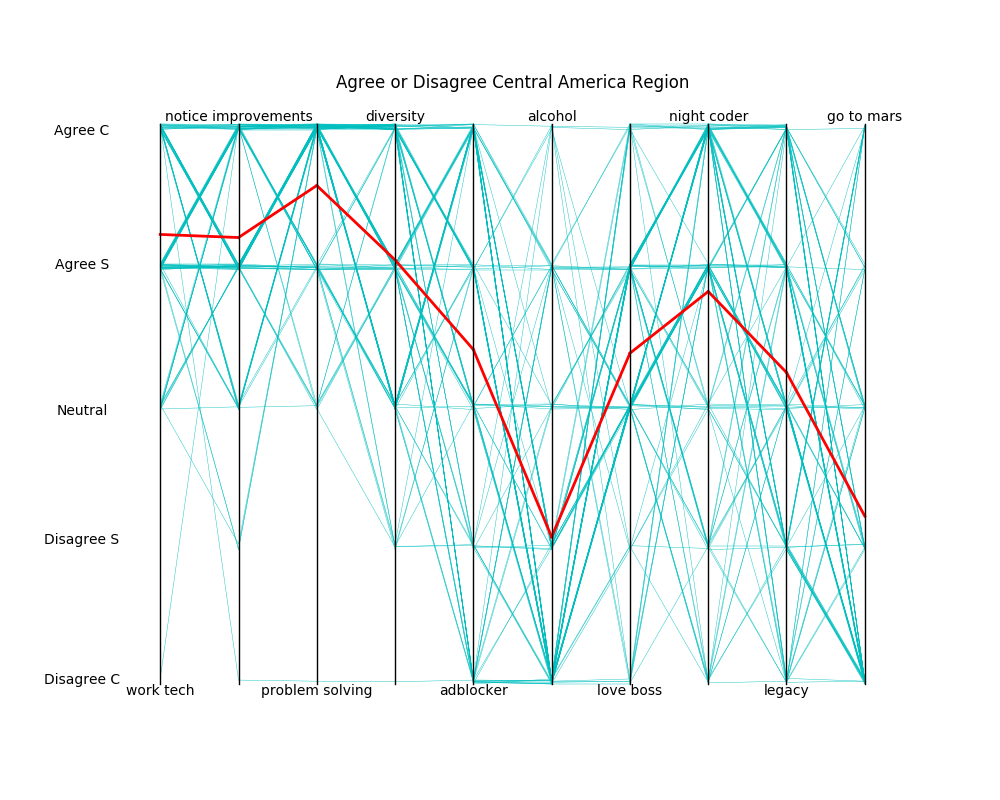 Agree or Disagree Central America Region
notice improvements
diversity
alcohol
night coder
go to mars
Agree C
Agree S
Neutral
Disagree S
Disagree C
work tech
problem solving
adblocker
love boss
legacy